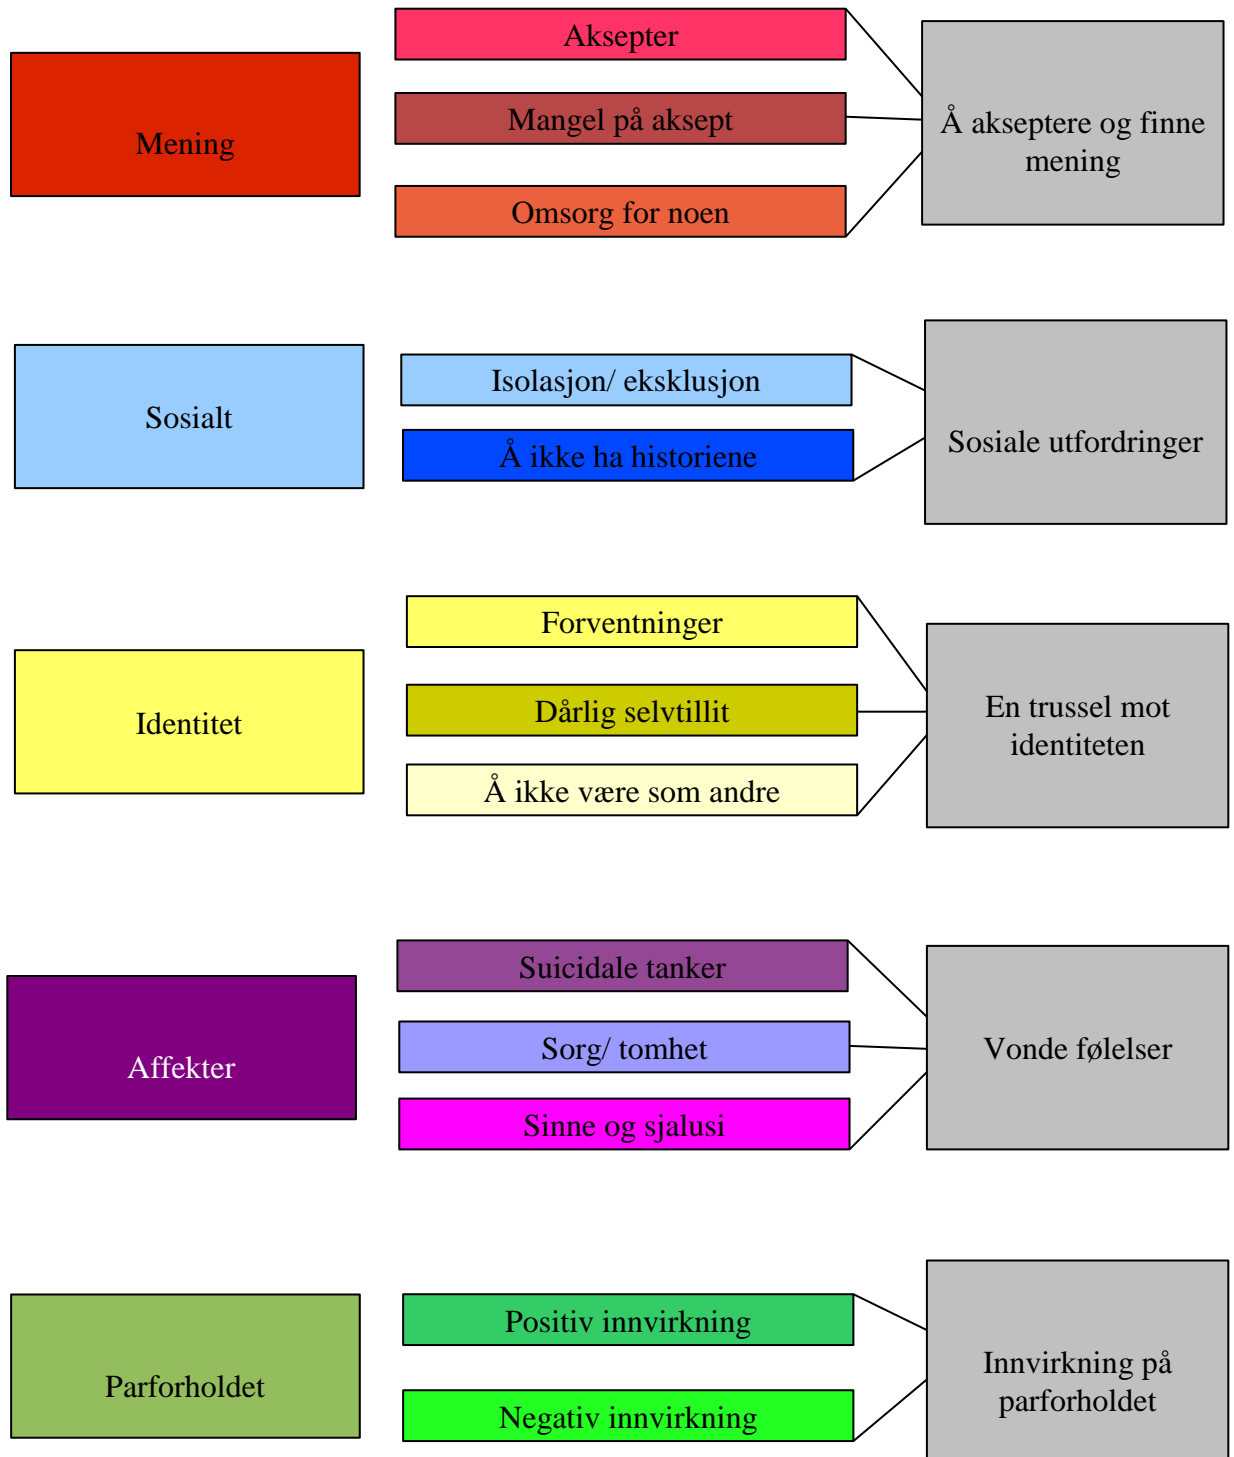 Aksepter
Mening
Mangel på aksept
Omsorg for noen
Å akseptere og finne
mening
Sosialt
Isolasjon/ eksklusjon
Å ikke ha historiene
Sosiale utfordringer
Identitet
Forventninger
Dårlig selvtillit
Å ikke være som andre
En trussel mot
identiteten
Affekter
Suicidale tanker
Sorg/ tomhet
Sinne og sjalusi
Vonde følelser
Parforholdet
Positiv innvirkning
Negativ innvirkning
Innvirkning på
parforholdet